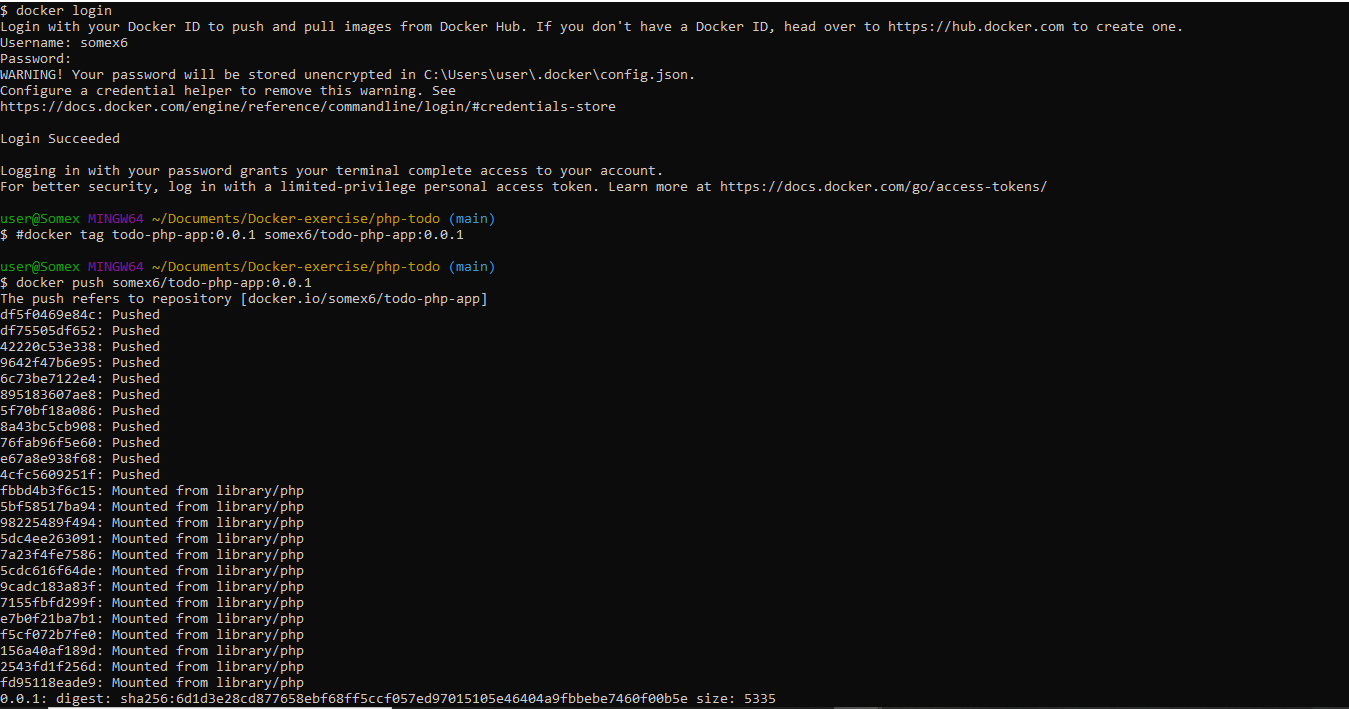 $ docker login
Login with your Docker ID to push and pull images from Docker Hub. If you don't have a Docker ID, head over to https://hub.docker.com to create one.
Username: somex6
Password:
WARNING! Your password will be stored unencrypted in C:\Users\user\.docker\config.json.
Configure a credential helper to remove this warning. See
https://docs.docker.com/engine/reference/commandline/login/#credentials-store
Login Succeeded
Logging in with your password grants your terminal complete access to your account.
For better security, log in with a limited-privilege personal access token. Learn more at https://docs.docker.com/go/access-tokens/
user@Somex MINGW64 ~/Documents/Docker-exercise/php-todo (main)
$ #docker tag todo-php-app:0.0.1 somex6/todo-php-app:0.0.1
user@Somex MINGW64 ~/Documents/Docker-exercise/php-todo (main)
$ docker push somex6/todo-php-app:0.0.1
The push refers to repository [docker.io/somex6/todo-php-app]
df5f0469e84c: Pushed
df75505df652: Pushed
42220c53e338: Pushed
9642f47b6e95: Pushed
6c73be7122e4: Pushed
895183607ae8: Pushed
5f70bf18a086: Pushed
8a43bc5cb908: Pushed
76fab96f5e60: Pushed
e67a8e938f68: Pushed
4cfc5609251f: Pushed
fbbd4b3f6c15: Mounted from library/php
5bf58517ba94: Mounted from library/php
98225489f494: Mounted from library/php
5dc4ee263091: Mounted from library/php
7a23f4fe7586: Mounted from library/php
5cdc616f64de: Mounted from library/php
9cadc183a83f: Mounted from library/php
7155fbfd299f: Mounted from library/php
e7b0f21ba7b1: Mounted from library/php
f5cf072b7fe0: Mounted from library/php
156a40af189d: Mounted from library/php
2543fd1f256d: Mounted from library/php
fd95118eade9: Mounted from library/php
0.0.1: digest: sha256:6d1d3e28cd877658ebf68ff5ccf057ed97015105e46404a9fbbebe7460f00b5e size: 5335